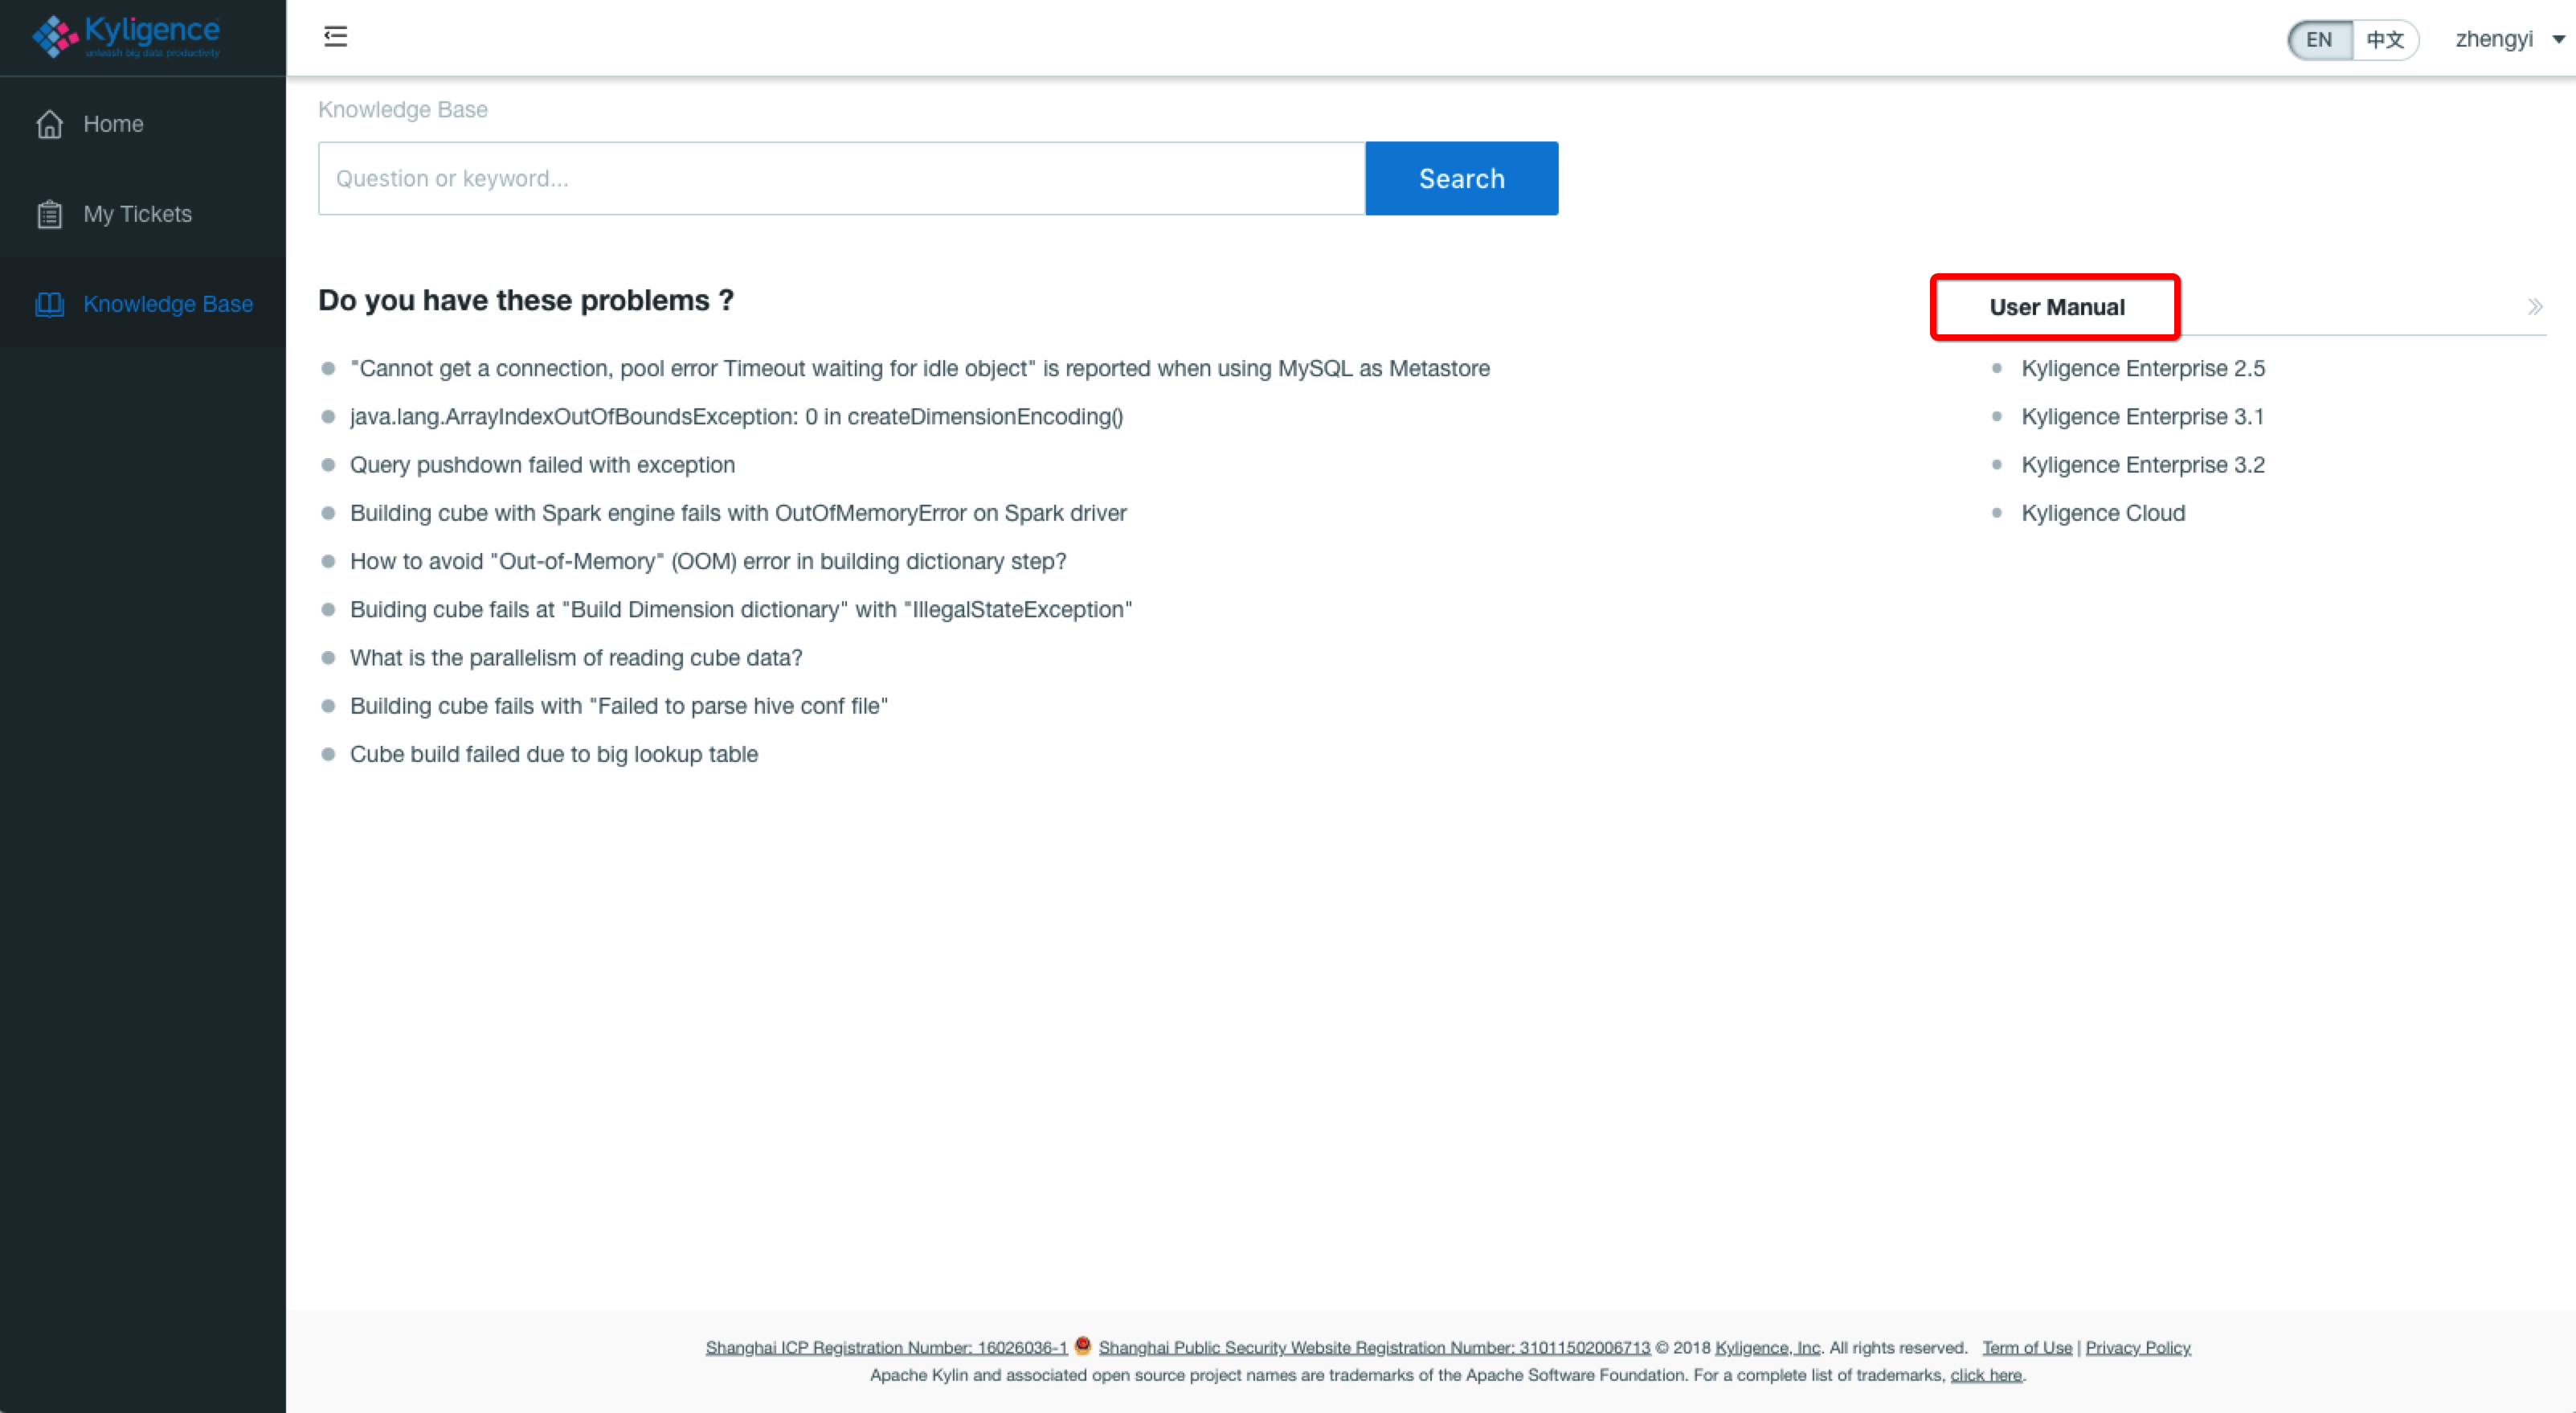 Kyligence
unleash big data productivity
EN 中文 zhengyi
Home
My Tickets
Knowledge Base
Knowledge Base
Question or keyword...
Search
Do you have these problems ?
"Cannot get a connection, pool error Timeout waiting for idle object" is reported when using MySQL as Metastore
java.lang.ArrayIndexOutOfBoundsException: 0 in createDimensionEncoding()
Query pushdown failed with exception
Building cube with Spark engine fails with OutOfMemoryError on Spark driver
How to avoid "Out-of-Memory" (OOM) error in building dictionary step?
Buiding cube fails at "Build Dimension dictionary" with "IllegalStateException"
What is the parallelism of reading cube data?
Building cube fails with "Failed to parse hive conf file"
Cube build failed due to big lookup table
User Manual
Kyligence Enterprise 2.5
Kyligence Enterprise 3.1
Kyligence Enterprise 3.2
Kyligence Cloud
Shanghai ICP Registration Number: 16026036-1 Shanghai Public Security Website Registration Number: 31011502006713 © 2018 Kyligence, Inc. All rights reserved. Term of Use | Privacy Policy
Apache Kylin and associated open source project names are trademarks of the Apache Software Foundation. For a complete list of trademarks, click here.